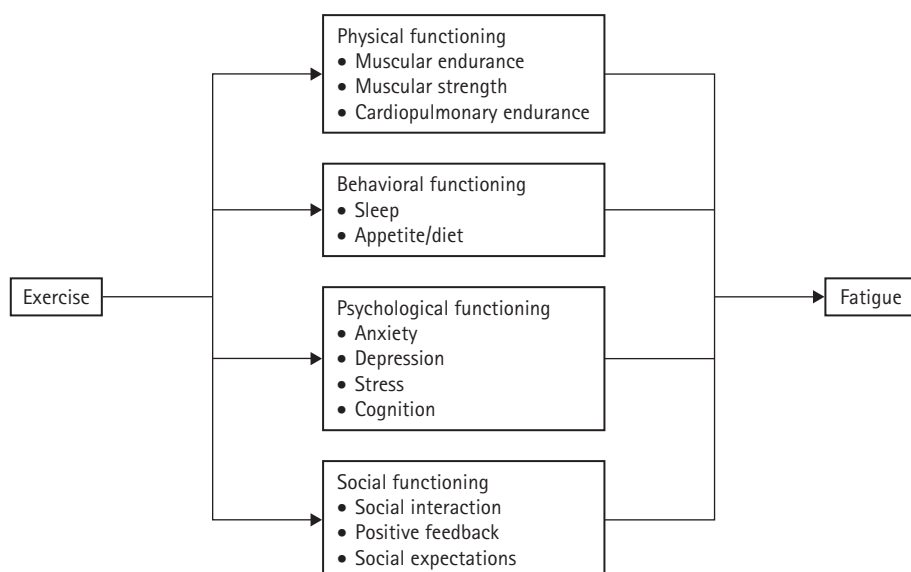 Exercise
Physical functioning
• Muscular endurance
• Muscular strength
• Cardiopulmonary endurance
Behavioral functioning
• Sleep
• Appetite/diet
Psychological functioning
• Anxiety
• Depression
• Stress
• Cognition
Social functioning
• Social interaction
• Positive feedback
• Social expectations
Fatigue